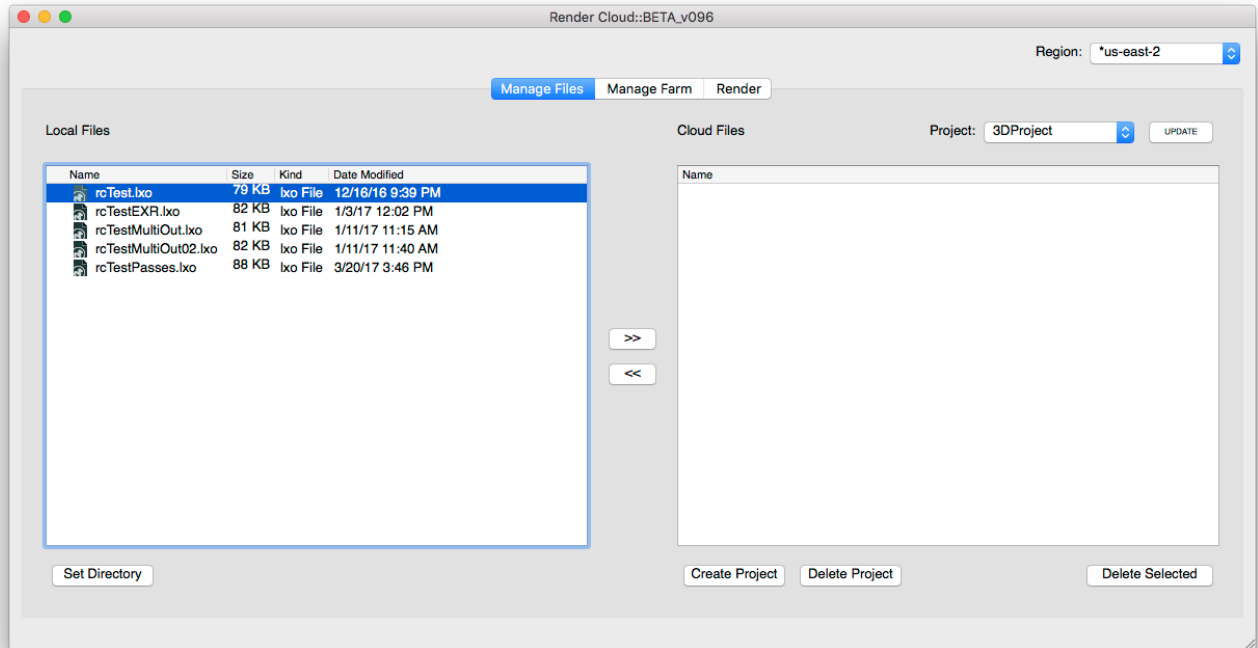 Render Cloud::BETA_v096
Region: *us-east-2
Manage Files Manage Farm Render
Local Files
Cloud Files
Project: 3DProject UPDATE
Name Size Kind Date Modified
rcTest.lxo 79 KB lxo File 12/16/16 9:39 PM
rcTestEXR.lxo 82 KB lxo File 1/3/17 12:02 PM
rcTestMultiOut.lxo 81 KB lxo File 1/11/17 11:15 AM
rcTestMultiOut02.lxo 82 KB lxo File 1/11/17 11:40 AM
rcTestPasses.lxo 88 KB lxo File 3/20/17 3:46 PM
Name
>>
<<
Set Directory
Create Project Delete Project Delete Selected